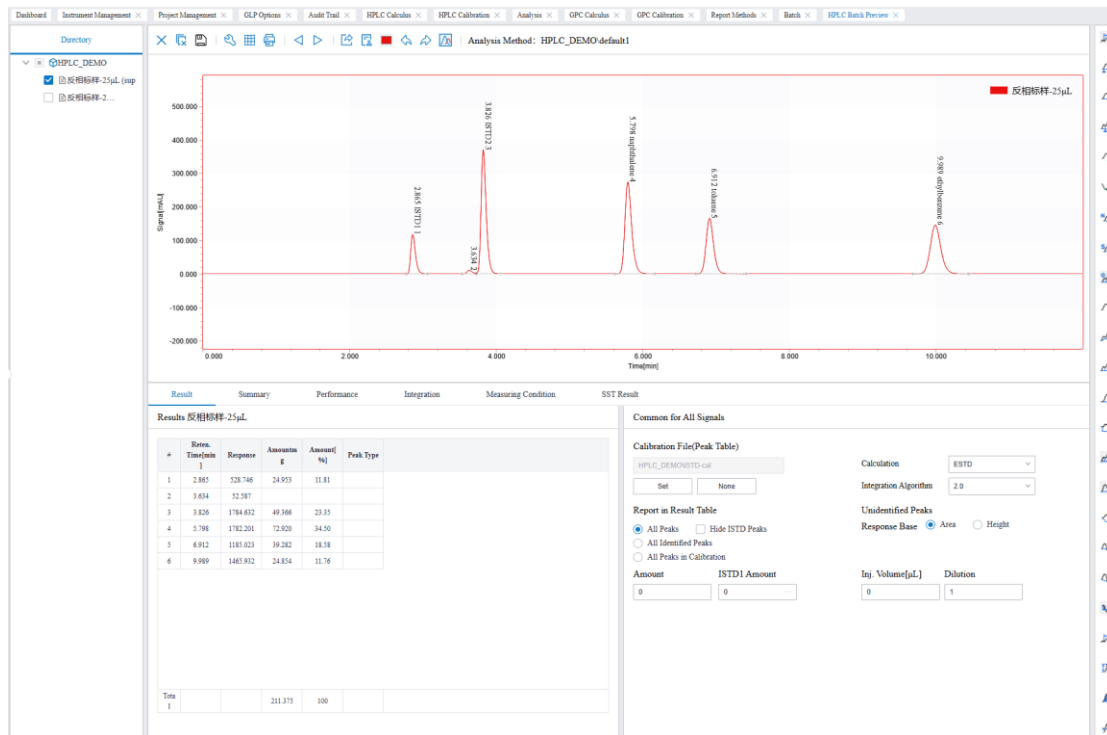 Dashboard Instrument Management × Project Management × GLP Options × Audit Trail × HPLC Calculus × HPLC Calibration × Analysis × GPC Calculus × GPC Calibration × Report Methods × Batch × HPLC Batch Preview ×
Directory
Analysis Method：HPLC_DEMO\default1
HPLC_DEMO
反相标样-25μL (sup
反相标样-2...
反相标样-25μL
Signal[mAU]
500.000
400.000
300.000
200.000
100.000
0.000
-100.000
-200.000
2.865 ISTD1 1
3.634 2
3.826 ISTD2 3
5.798 naphthalene 4
6.912 toluene 5
9.989 ethylbenzene 6
0.000 2.000 4.000 6.000 8.000 10.000
Time[min]
Result Summary Performance Integration Measuring Condition SST Result
Results 反相标样-25μL
# Reten. Time[min] Response Amountmg Amount[%] Peak Type
1 2.865 528.746 24.953 11.81
2 3.634 52.587
3 3.826 1784.632 49.366 23.35
4 5.798 1782.201 72.920 34.50
5 6.912 1185.023 39.282 18.58
6 9.989 1465.932 24.854 11.76
Total 211.375 100
Common for All Signals
Calibration File(Peak Table)
HPLC_DEMO\ISTD-cal
Set None
Calculation ESTD
Integration Algorithm 2.0
Report in Result Table
All Peaks Hide ISTD Peaks
All Identified Peaks
All Peaks in Calibration
Unidentified Peaks
Response Base Area Height
Amount ISTD1 Amount Inj. Volume[μL] Dilution
0 0 ... 0 1